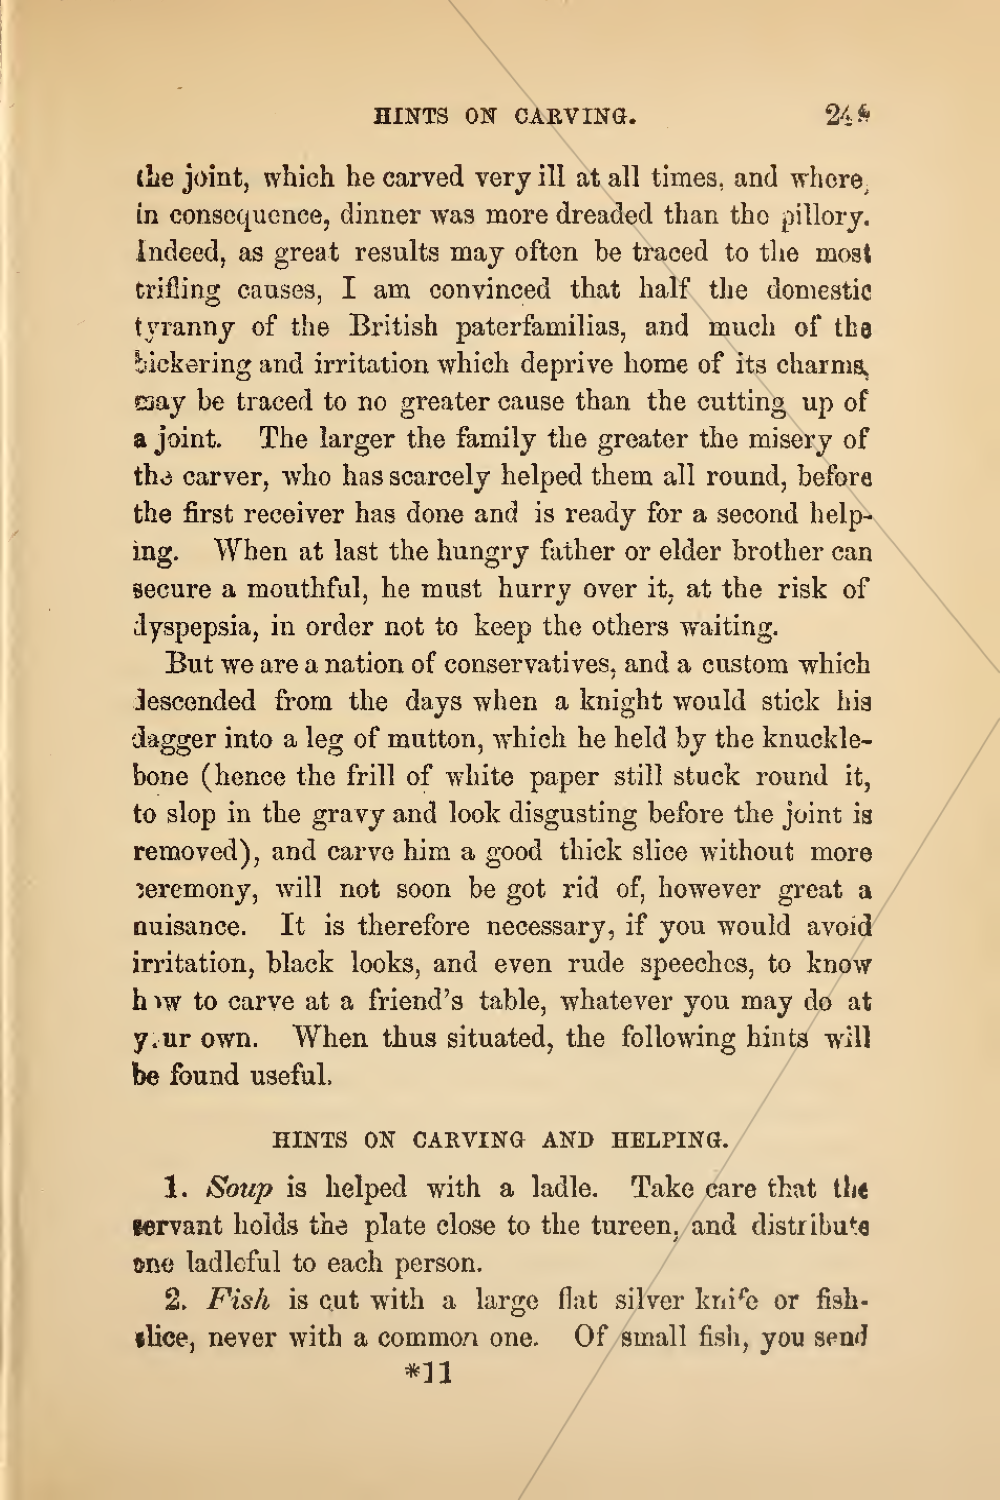 HINTS ON CARVING. 24
the joint, which he carved very ill at all times, and where,
in consequence, dinner was more dreaded than the pillory.
Indeed, as great results may often be traced to the most
trifling causes, I am convinced that half the domestic
tyranny of the British paterfamilias, and much of the
bickering and irritation which deprive home of its charms,
may be traced to no greater cause than the cutting up of
a joint. The larger the family the greater the misery of
the carver, who has scarcely helped them all round, before
the first receiver has done and is ready for a second help-
ing. When at last the hungry father or elder brother can
secure a mouthful, he must hurry over it, at the risk of
dyspepsia, in order not to keep the others waiting.
But we are a nation of conservatives, and a custom which
descended from the days when a knight would stick his
dagger into a leg of mutton, which he held by the knuckle-
bone (hence the frill of white paper still stuck round it,
to slop in the gravy and look disgusting before the joint is
removed), and carve him a good thick slice without more
ceremony, will not soon be got rid of, however great a
nuisance. It is therefore necessary, if you would avoid
irritation, black looks, and even rude speeches, to know
how to carve at a friend's table, whatever you may do at
your own. When thus situated, the following hints will
be found useful.
HINTS ON CARVING AND HELPING.
1. Soup is helped with a ladle. Take care that the
servant holds the plate close to the tureen, and distribute
one ladleful to each person.
2. Fish is cut with a large flat silver knife or fish-
slice, never with a common one. Of small fish, you send
*11